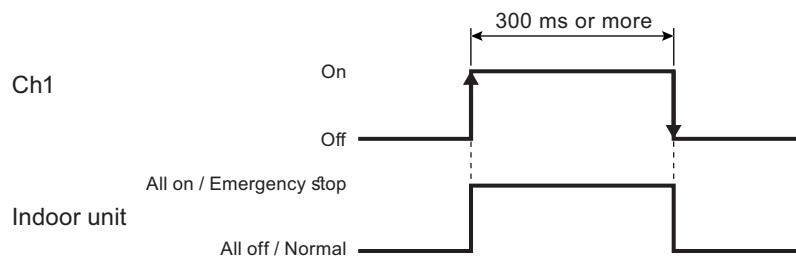 300 ms or more
On
Ch1
Off
All on / Emergency stop
Indoor unit
All off / Normal